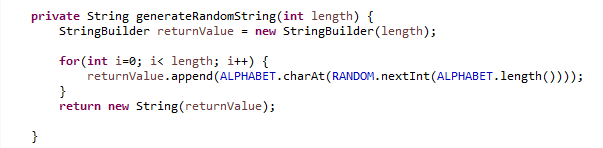 private String generateRandomString(int length) {
StringBuilder returnValue = new StringBuilder(length);
for(int i=0; i< length; i++) {
returnValue.append(ALPHABET.charAt(RANDOM.nextInt(ALPHABET.length())));
}
return new String(returnValue);
}